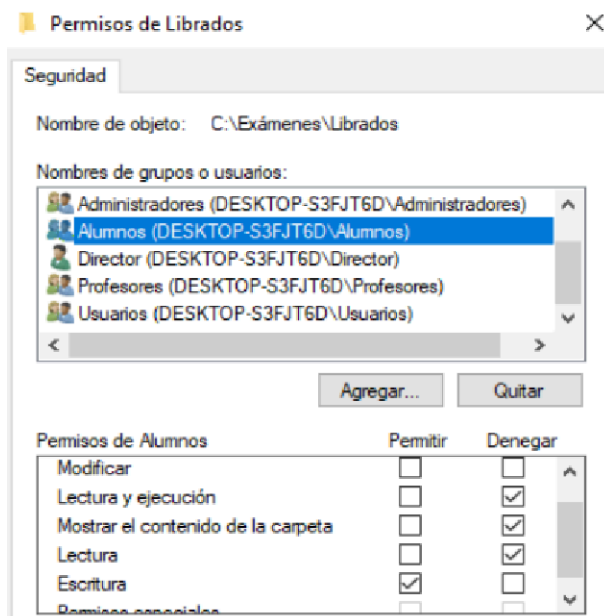 Permisos de Librados
Seguridad
Nombre de objeto: C:\Exámenes\Librados
Nombres de grupos o usuarios:
Administradores (DESKTOP-S3FJT6D\Administradores)
Alumnos (DESKTOP-S3FJT6D\Alumnos)
Director (DESKTOP-S3FJT6D\Director)
Profesores (DESKTOP-S3FJT6D\Profesores)
Usuarios (DESKTOP-S3FJT6D\Usuarios)
Agregar... Quitar
Permisos de Alumnos Permitir Denegar
Modificar
Lectura y ejecución
Mostrar el contenido de la carpeta
Lectura
Escritura
Permisos especiales